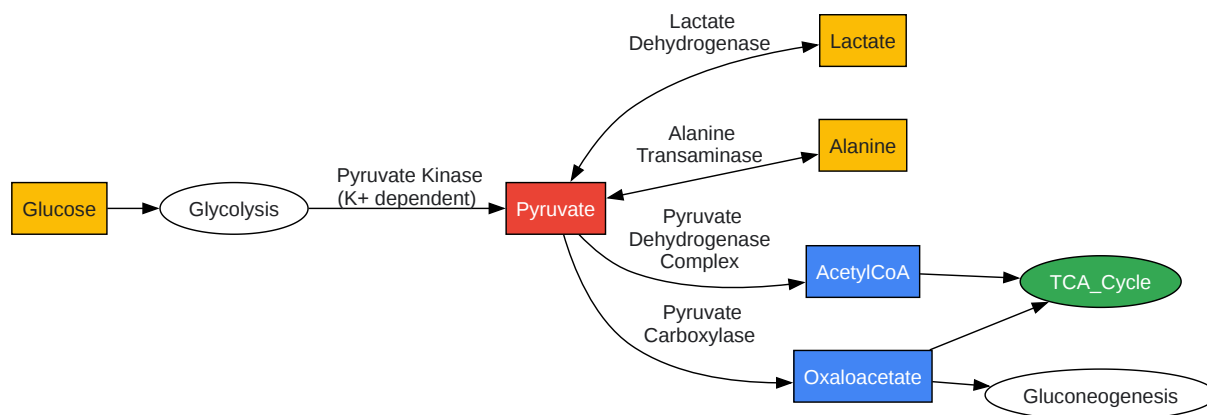 Lactate
Dehydrogenase
Lactate
Alanine
Transaminase
Alanine
Pyruvate Kinase
(K+ dependent)
Glucose
Glycolysis
Pyruvate
Pyruvate
Dehydrogenase
Complex
AcetylCoA
TCA_Cycle
Pyruvate
Carboxylase
Oxaloacetate
Gluconeogenesis